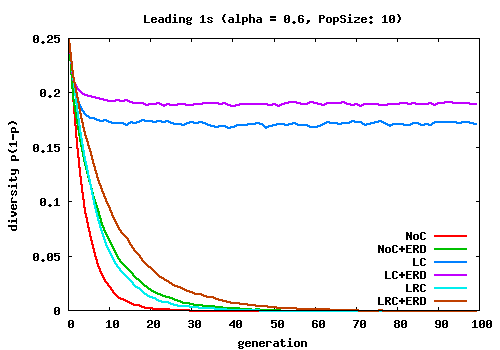 Leading 1s (alpha = 0.6, PopSize: 10)
diversity p(1-p)
0.25
0.2
0.15
0.1
0.05
0
0 10 20 30 40 50 60 70 80 90 100
generation
NoC
NoC+ERD
LC
LC+ERD
LRC
LRC+ERD